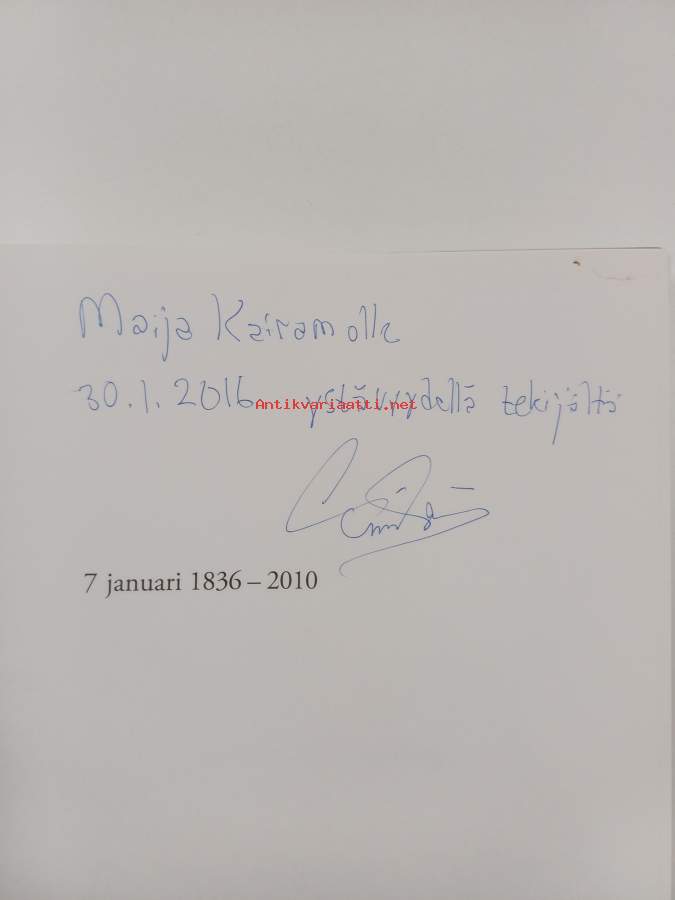 Maija Kairamolle
30.1.2016 ystävyydellä tekijältä
Antikvariaatti.net
7 januari 1836 – 2010